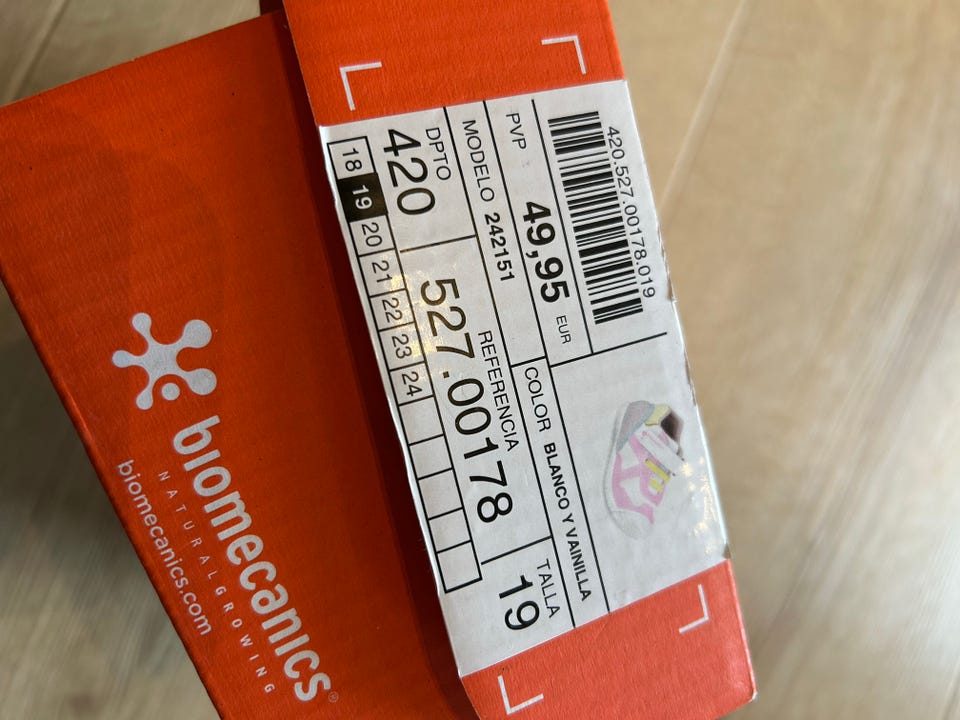 420.527.00178.019
PVP 49,95 EUR
MODELO 242151
COLOR BLANCO Y VAINILLA
DPTO
420
REFERENCIA
527.00178
TALLA
19
18 19 20 21 22 23 24
biomecanics®
NATURALGROWING
biomecanics.com